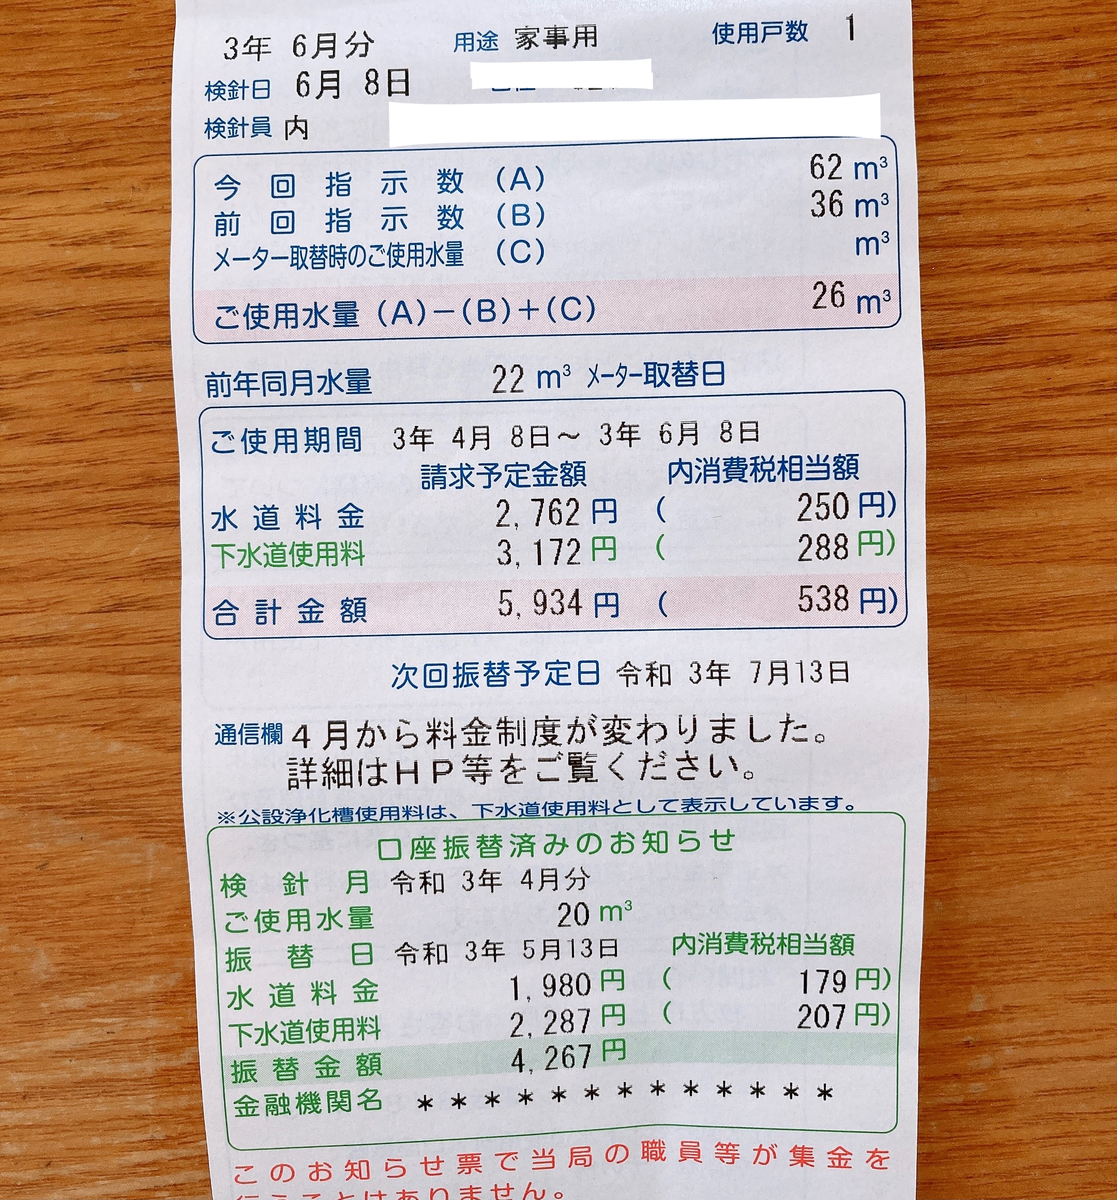 3年 6月分 用途 家事用 使用戸数 1
検針日 6月 8日
検針員 内
今回指示数 (A) 62 m³
前回指示数 (B) 36 m³
メーター取替時のご使用水量 (C) m³
ご使用水量 (A)−(B)+(C) 26 m³
前年同月水量 22 m³ メーター取替日
ご使用期間 3年 4月 8日〜 3年 6月 8日
請求予定金額 内消費税相当額
水道料金 2,762 円 ( 250 円)
下水道使用料 3,172 円 ( 288 円)
合計金額 5,934 円 ( 538 円)
次回振替予定日 令和 3年 7月13日
通信欄 4月から料金制度が変わりました。
詳細はHP等をご覧ください。
※公設浄化槽使用料は、下水道使用料として表示しています。
口座振替済みのお知らせ
検針月 令和 3年 4月分
ご使用水量 20 m³
振替日 令和 3年 5月13日 内消費税相当額
水道料金 1,980 円 ( 179 円)
下水道使用料 2,287 円 ( 207 円)
振替金額 4,267 円
金融機関名 * * * * * * * * * * * * *
このお知らせ票で当局の職員等が集金を
行うことはありません。